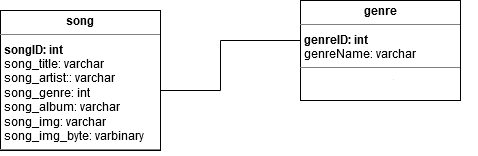 song
songID: int
song_title: varchar
song_artist:: varchar
song_genre: int
song_album: varchar
song_img: varchar
song_img_byte: varbinary
genre
genreID: int
genreName: varchar